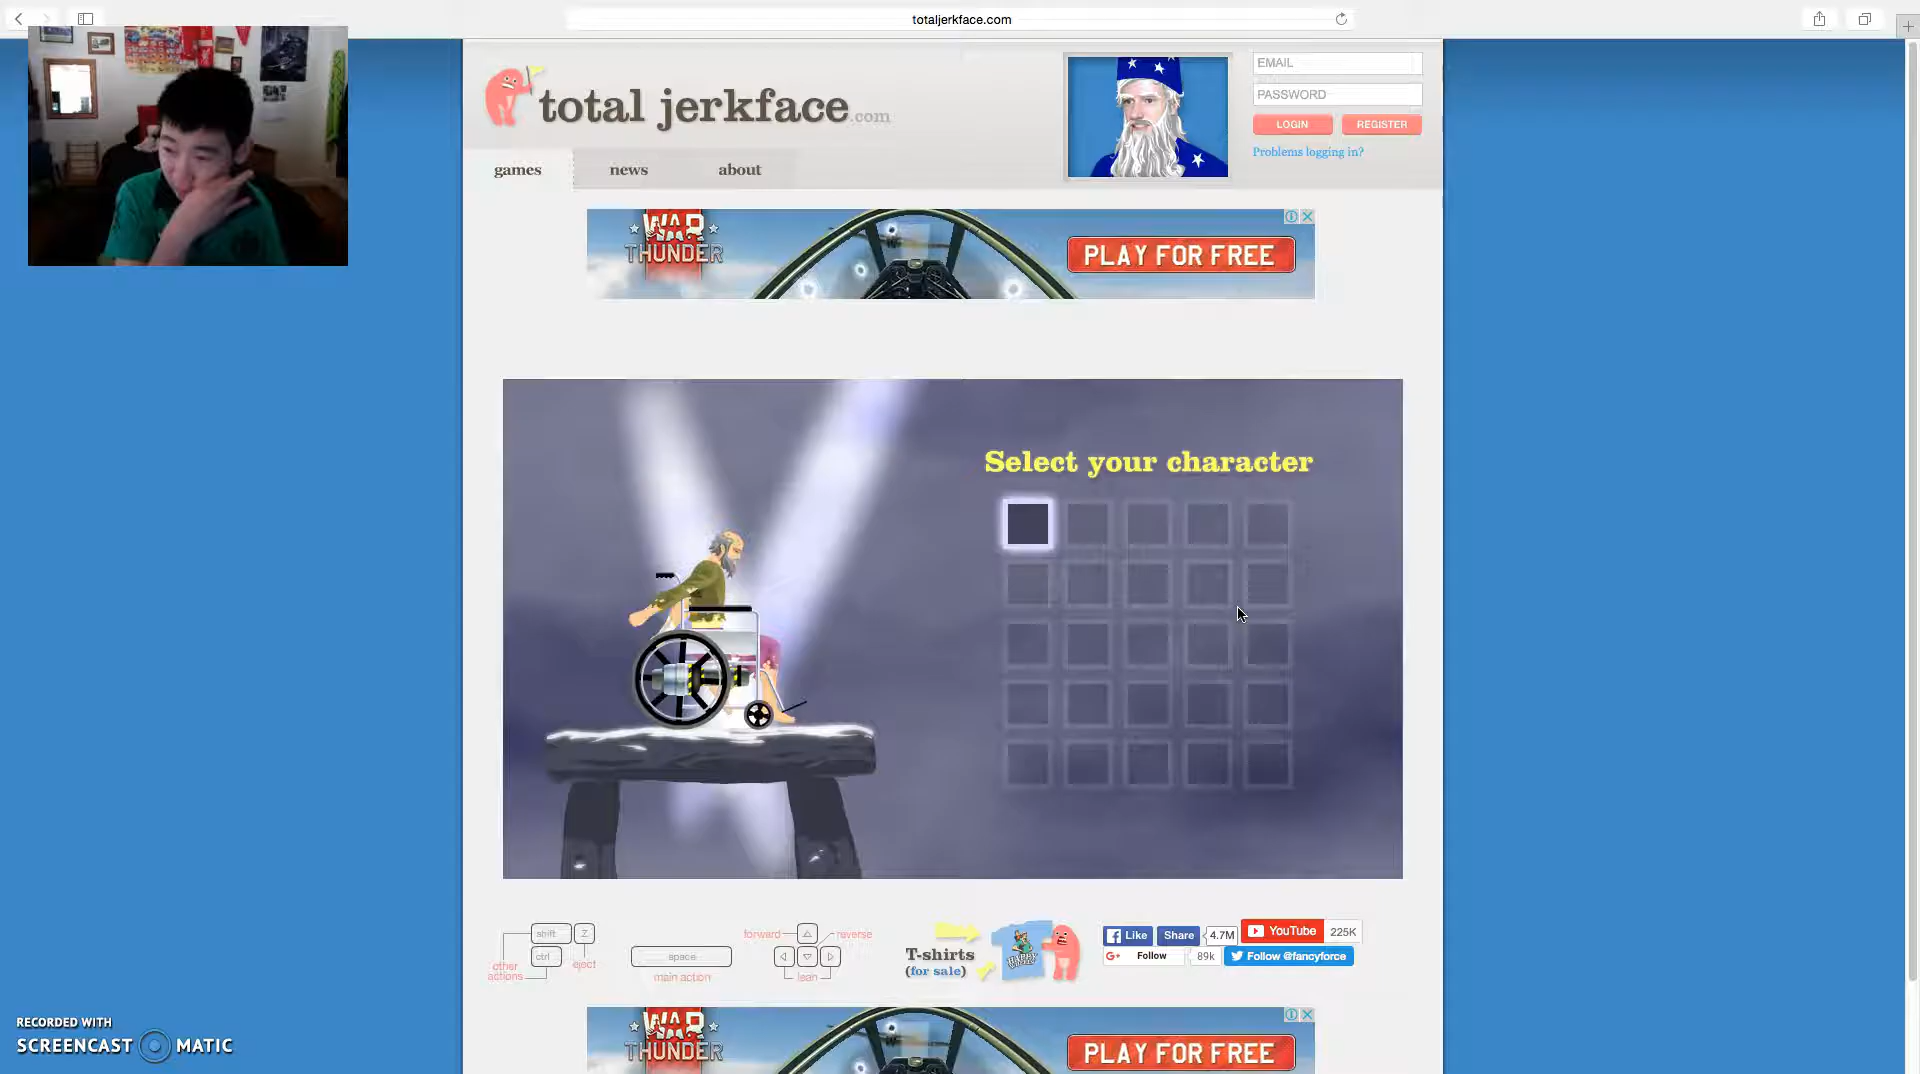 totaljerkface.com
total jerkface.com
EMAIL
PASSWORD
LOGIN
REGISTER
Problems logging in?
games
news
about
WAR
THUNDER
PLAY FOR FREE
Select your character
shift
Z
ctrl
other
actions
eject
space
main action
forward
reverse
lean
T-shirts
(for sale)
HAPPY
WHEELS
Like
Share
4.7M
YouTube
225K
G+ Follow
89k
Follow @fancyforce
WAR
THUNDER
PLAY FOR FREE
RECORDED WITH
SCREENCAST MATIC